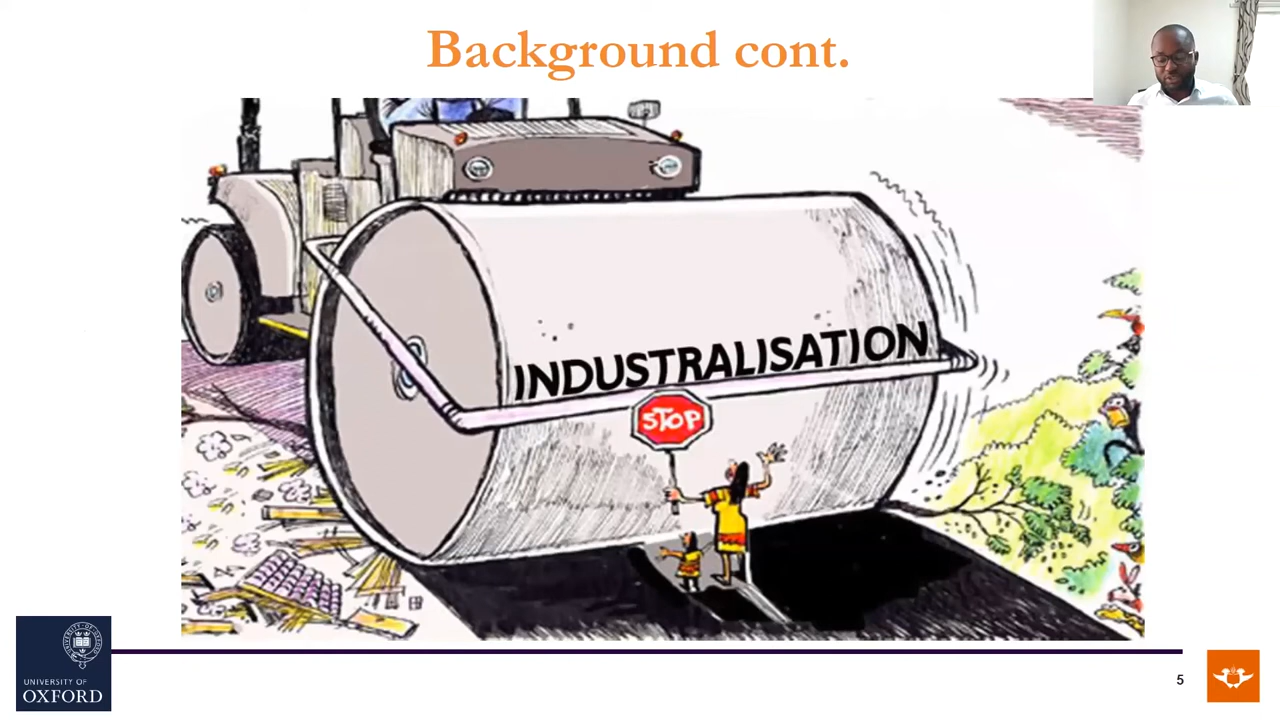 Background cont.
INDUSTRALISATION
STOP
UNIVERSITY OF
OXFORD
5